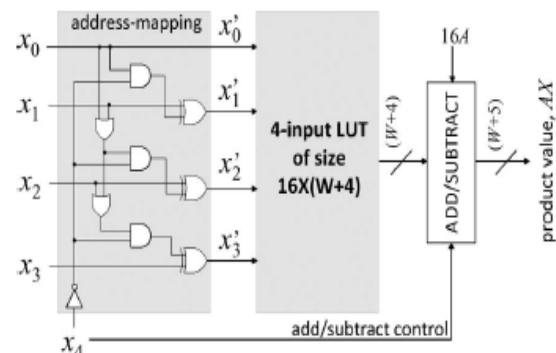 address-mapping
x0 x'0
x1 x'1
x2 x'2
x3 x'3
x4
4-input LUT
of size
16X(W+4)
(W+4)
16A
ADD/SUBTRACT
(W+5)
product value, AX
add/subtract control